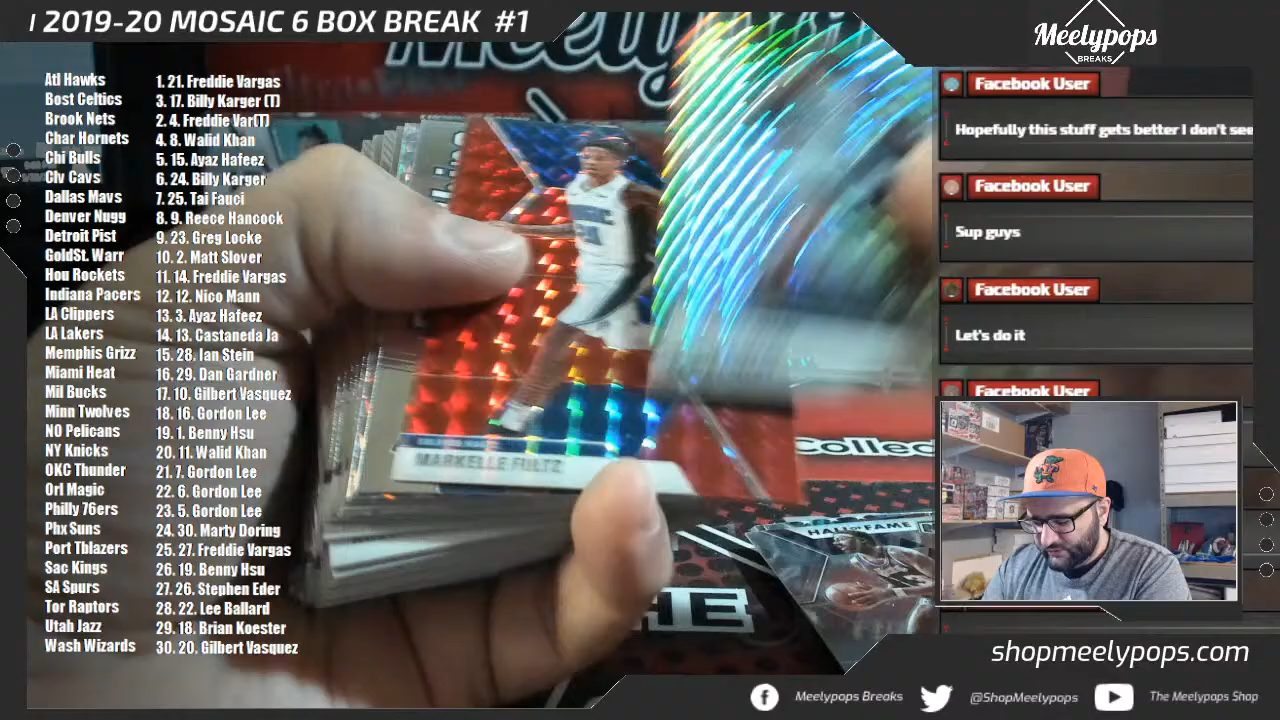 2019-20 MOSAIC 6 BOX BREAK #1
Meelypops
BREAKS
Atl Hawks 1. 21. Freddie Vargas
Bost Celtics 3. 17. Billy Karger (T)
Brook Nets 2. 4. Freddie Var(T)
Char Hornets 4. 8. Walid Khan
Chi Bulls 5. 15. Ayaz Hafeez
Clv Cavs 6. 24. Billy Karger
Dallas Mavs 7. 25. Tai Fauci
Denver Nugg 8. 9. Reece Hancock
Detroit Pist 9. 23. Greg Locke
GoldSt. Warr 10. 2. Matt Slover
Hou Rockets 11. 14. Freddie Vargas
Indiana Pacers 12. 12. Nico Mann
LA Clippers 13. 3. Ayaz Hafeez
LA Lakers 14. 13. Castaneda Ja
Memphis Grizz 15. 28. Ian Stein
Miami Heat 16. 29. Dan Gardner
Mil Bucks 17. 10. Gilbert Vasquez
Minn Twolves 18. 16. Gordon Lee
NO Pelicans 19. 1. Benny Hsu
NY Knicks 20. 11. Walid Khan
OKC Thunder 21. 7. Gordon Lee
Orl Magic 22. 6. Gordon Lee
Philly 76ers 23. 5. Gordon Lee
Phx Suns 24. 30. Marty Doring
Port Tblazers 25. 27. Freddie Vargas
Sac Kings 26. 19. Benny Hsu
SA Spurs 27. 26. Stephen Eder
Tor Raptors 28. 22. Lee Ballard
Utah Jazz 29. 18. Brian Koester
Wash Wizards 30. 20. Gilbert Vasquez
MARKELLE FULTZ
HALL OF FAME
THE
Facebook User
Hopefully this stuff gets better I don't see
Facebook User
Sup guys
Facebook User
Let's do it
Facebook User
shopmeelypops.com
Meelypops Breaks
@ShopMeelypops
The Meelypops Shop